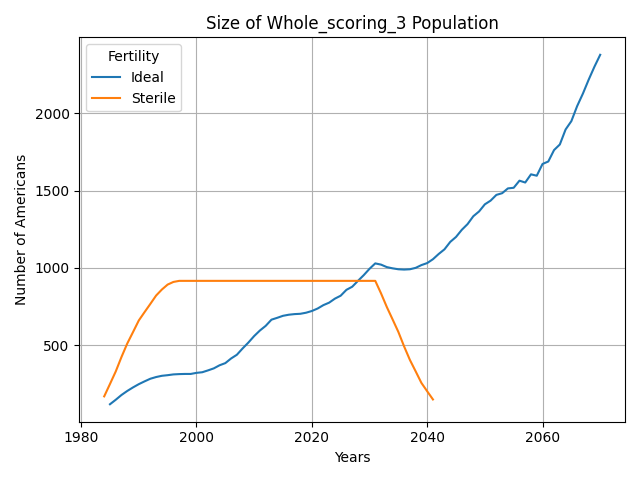 Size of Whole_scoring_3 Population
Fertility
Ideal
Sterile
Number of Americans
2000
1500
1000
500
1980
2000
2020
2040
2060
Years